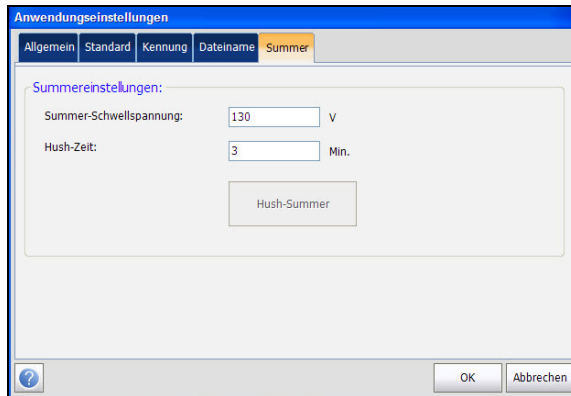 Anwendungseinstellungen
Allgemein Standard Kennung Dateiname Summer
Summereinstellungen:
Summer-Schwellspannung: 130 V
Hush-Zeit: 3 Min.
Hush-Summer
? OK Abbrechen